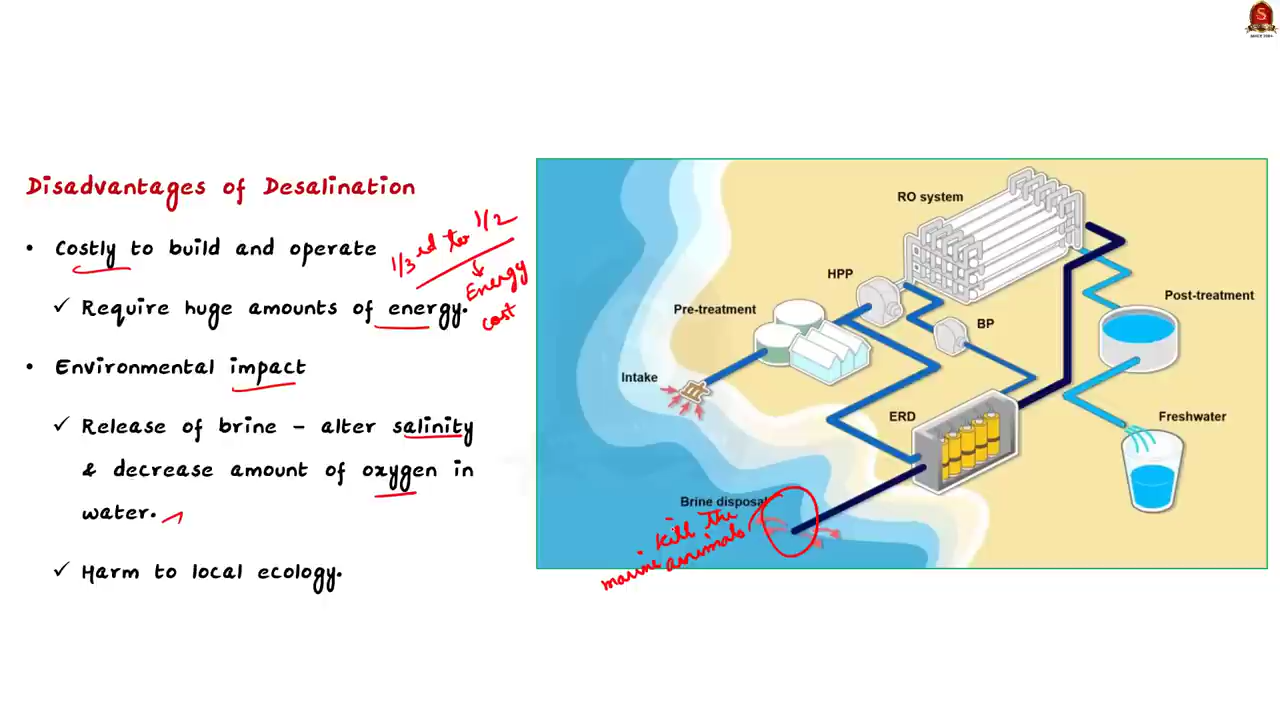 Disadvantages of Desalination
• Costly to build and operate
1/3rd to 1/2
Energy
cost
✓ Require huge amounts of energy.
• Environmental impact
✓ Release of brine – alter salinity
& decrease amount of oxygen in
water.
✓ Harm to local ecology.
RO system
HPP
Pre-treatment
BP
Post-treatment
Intake
ERD
Freshwater
Brine disposal
kill the
marine animals
S
SINCE 2004